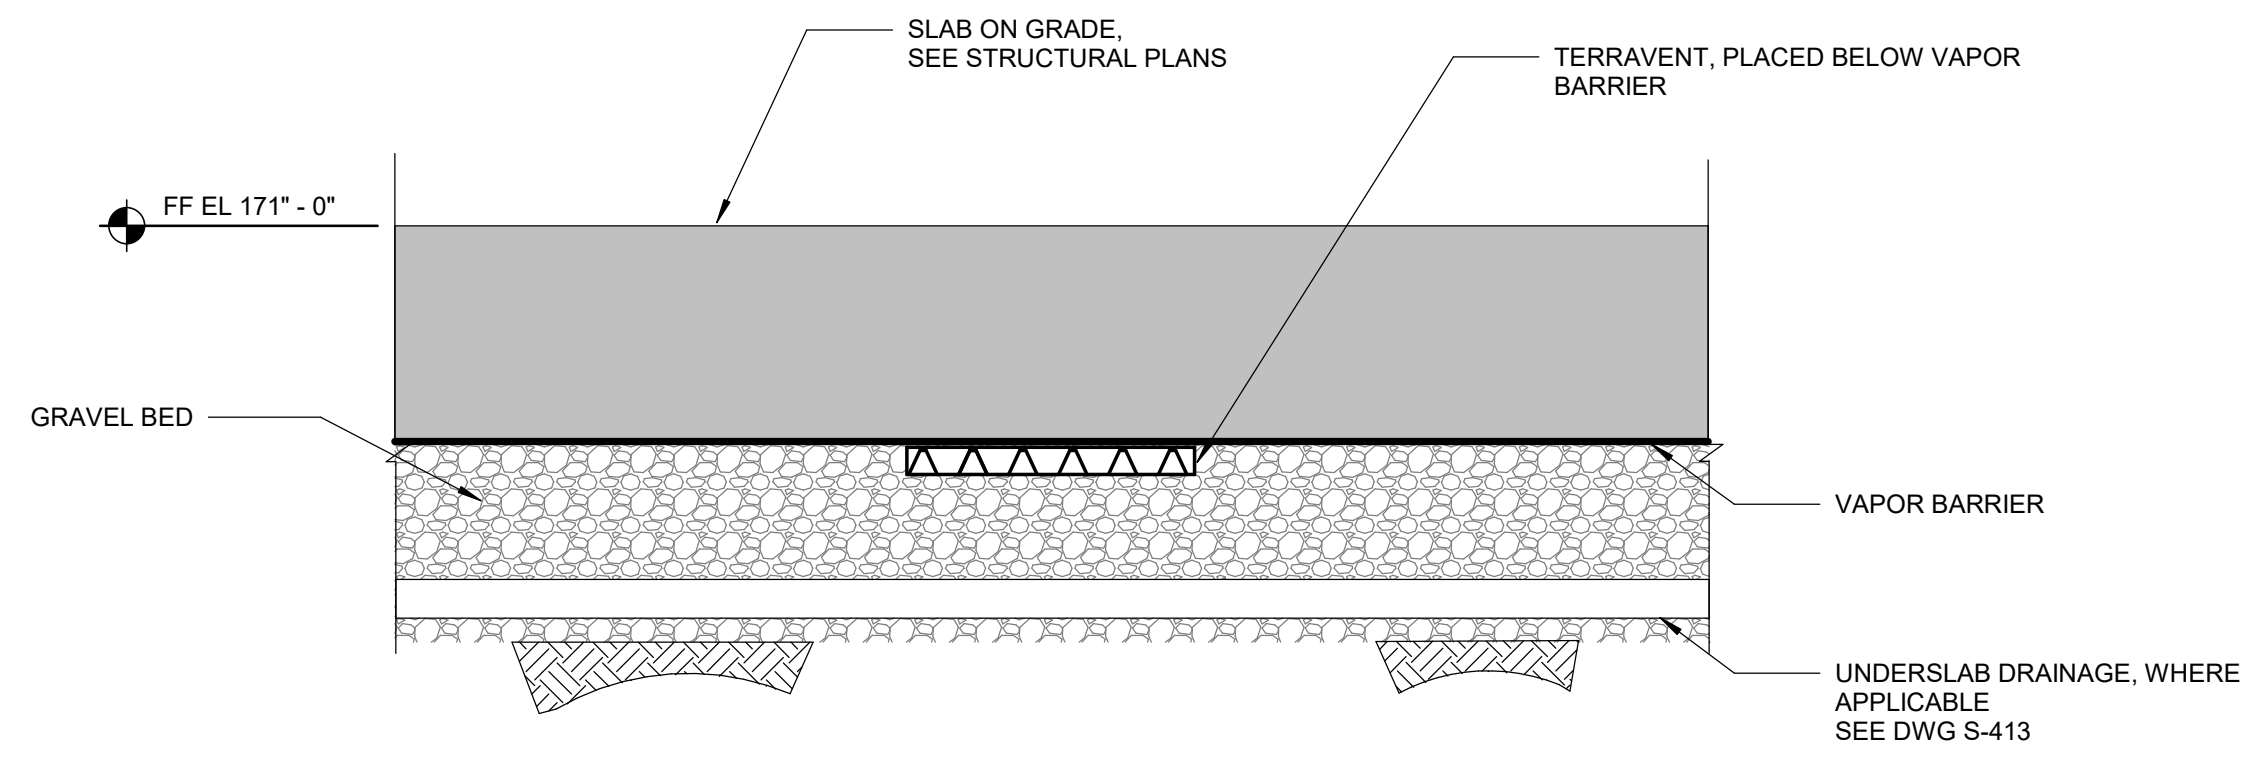 SLAB ON GRADE,
SEE STRUCTURAL PLANS
TERRAVENT, PLACED BELOW VAPOR
BARRIER
FF EL 171" - 0"
GRAVEL BED
VAPOR BARRIER
UNDERSLAB DRAINAGE, WHERE
APPLICABLE
SEE DWG S-413